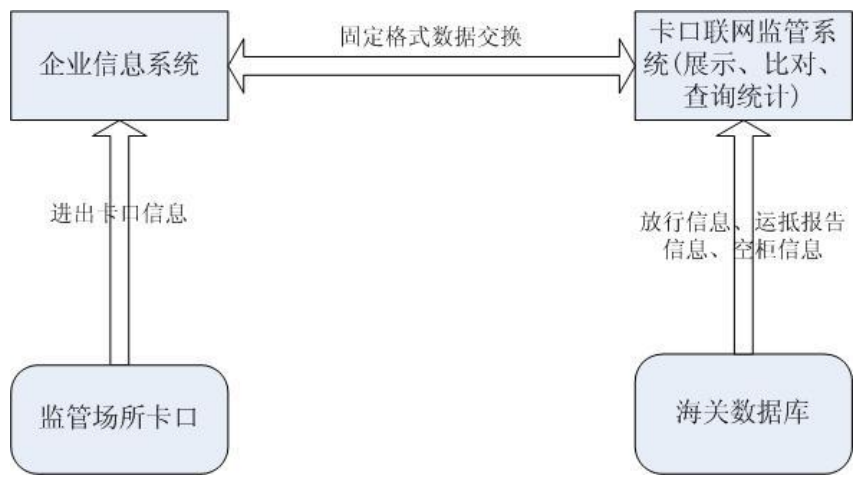 固定格式数据交换
企业信息系统
卡口联网监管系
统(展示、比对、
查询统计)
进出卡口信息
放行信息、运抵报告
信息、空柜信息
监管场所卡口
海关数据库